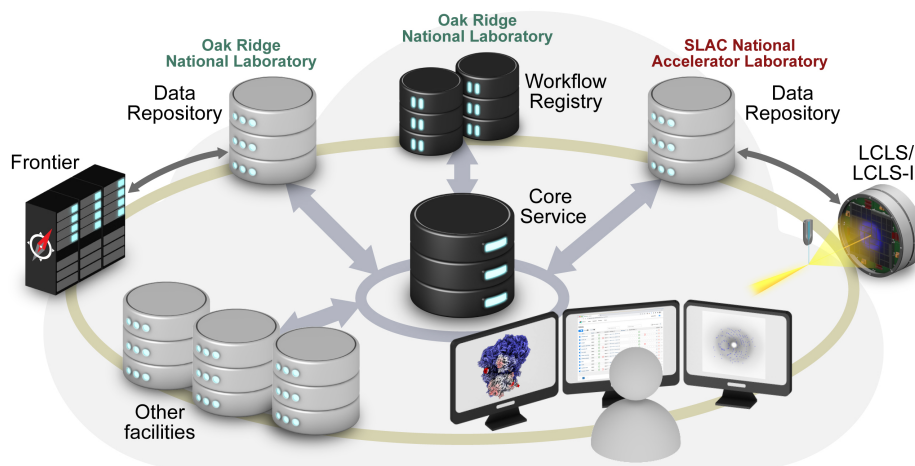 Oak Ridge
National Laboratory
Oak Ridge
National Laboratory
SLAC National
Accelerator Laboratory
Data
Repository
Workflow
Registry
Data
Repository
Frontier
LCLS/
LCLS-I
Core
Service
Other
facilities